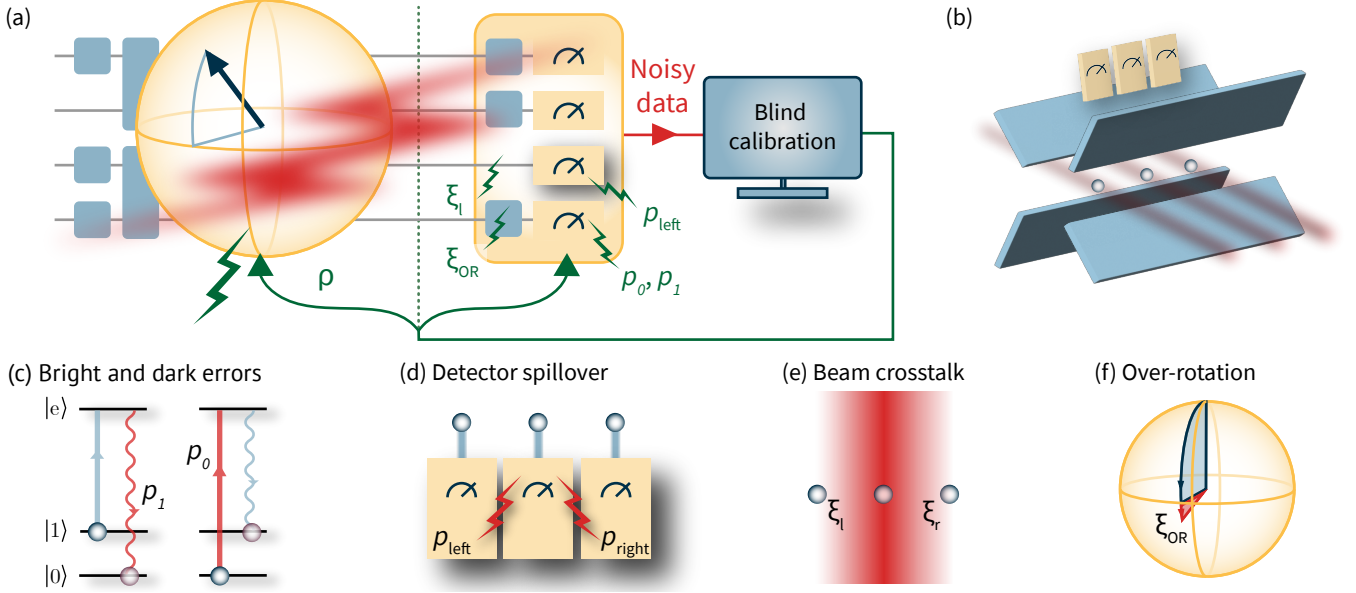 (a)
(b)
Noisy
data
Blind
calibration
ξl
ξOR
pleft
p0, p1
ρ
(c) Bright and dark errors
(d) Detector spillover
(e) Beam crosstalk
(f) Over-rotation
|e⟩
p0
p1
|1⟩
|0⟩
pleft
pright
ξl
ξr
ξOR